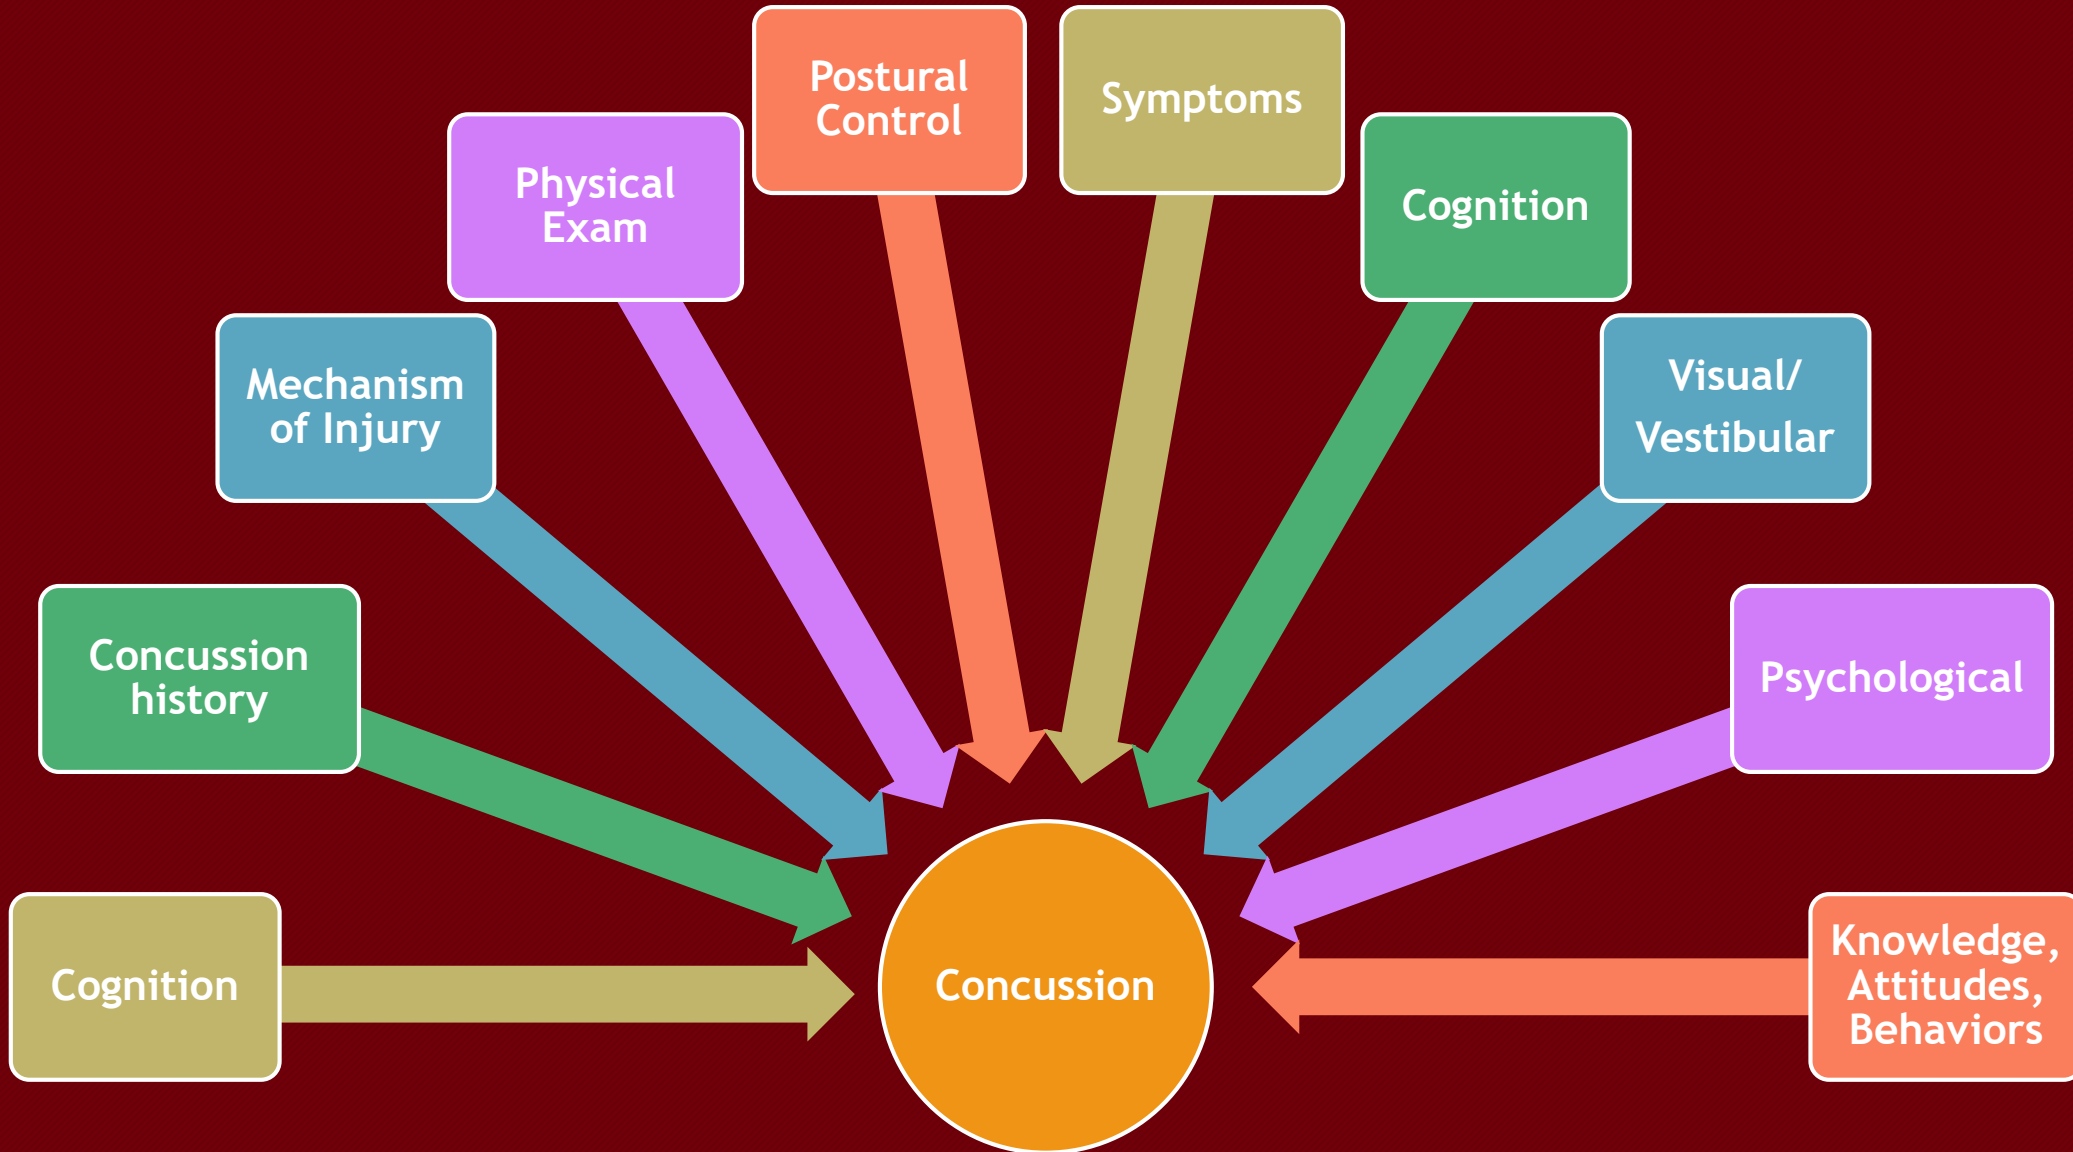 Postural
Control
Symptoms
Physical
Exam
Cognition
Mechanism
of Injury
Visual/
Vestibular
Concussion
history
Psychological
Cognition
Concussion
Knowledge,
Attitudes,
Behaviors